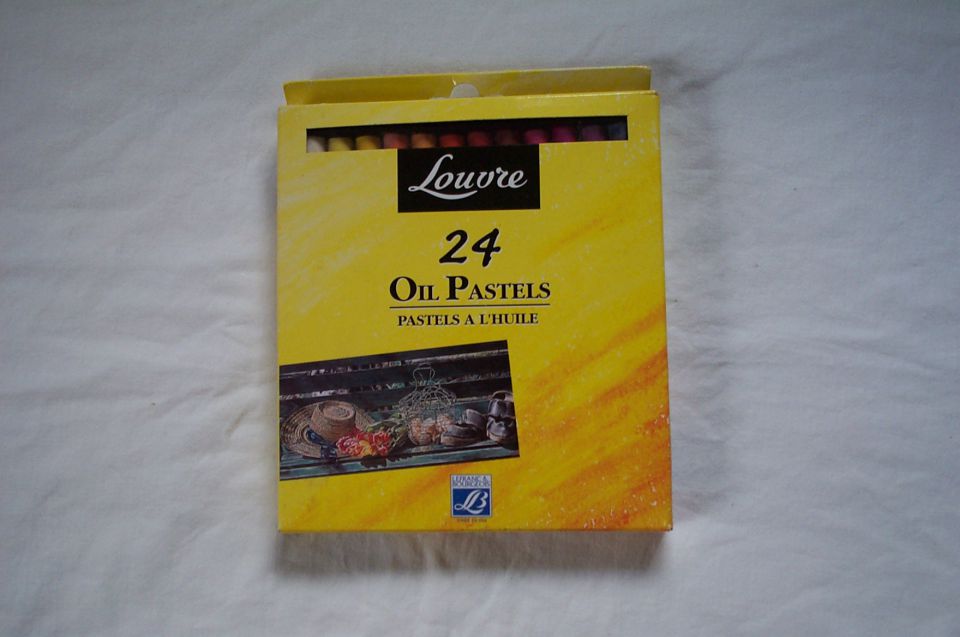 Louvre
24
OIL PASTELS
PASTELS A L'HUILE
LEFRANC &
BOURGEOIS
LB